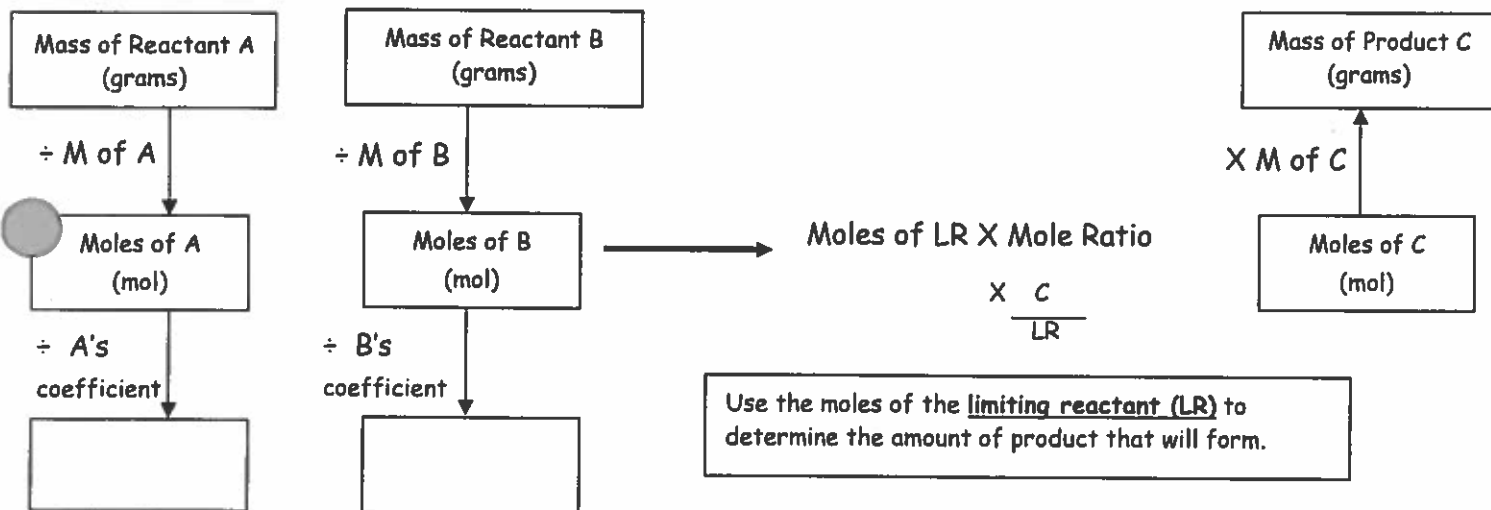 Mass of Reactant A
(grams)
Mass of Reactant B
(grams)
Mass of Product C
(grams)
÷ M of A
÷ M of B
X M of C
Moles of A
(mol)
Moles of B
(mol)
Moles of LR X Mole Ratio
X C
LR
Moles of C
(mol)
÷ A's
coefficient
÷ B's
coefficient
Use the moles of the limiting reactant (LR) to
determine the amount of product that will form.